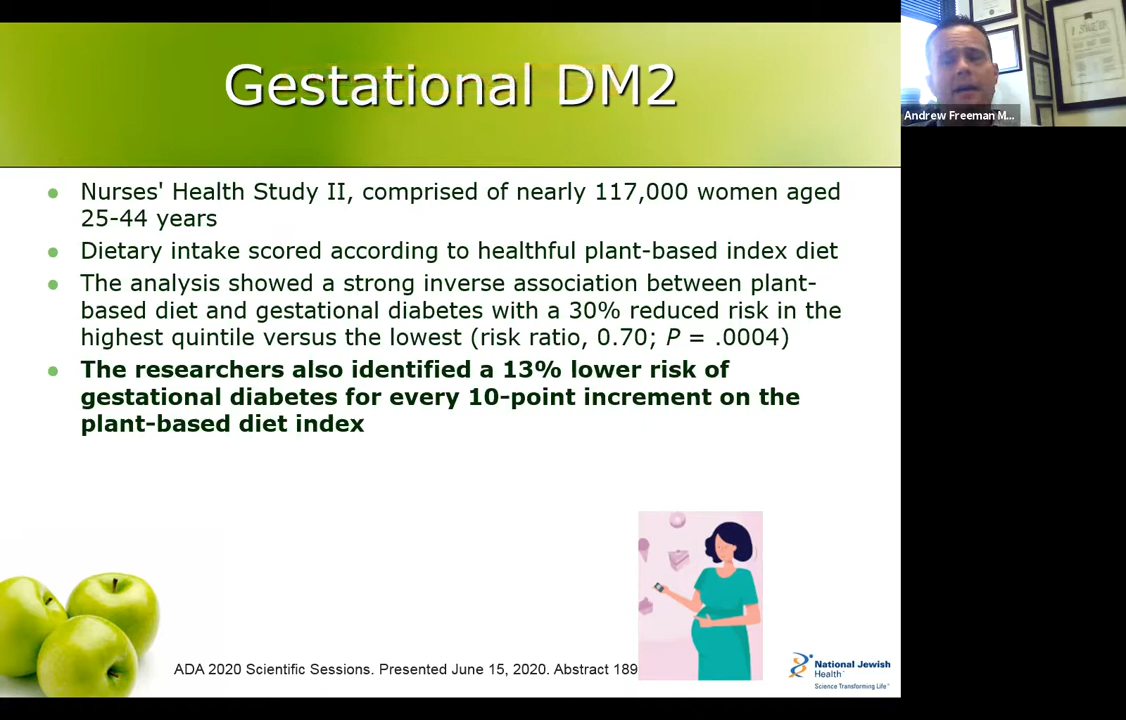 Gestational DM2
Nurses' Health Study II, comprised of nearly 117,000 women aged
25-44 years
Dietary intake scored according to healthful plant-based index diet
The analysis showed a strong inverse association between plant-
based diet and gestational diabetes with a 30% reduced risk in the
highest quintile versus the lowest (risk ratio, 0.70; P = .0004)
The researchers also identified a 13% lower risk of
gestational diabetes for every 10-point increment on the
plant-based diet index
ADA 2020 Scientific Sessions. Presented June 15, 2020. Abstract 189
National Jewish
Health
Science Transforming Life
Andrew Freeman M...